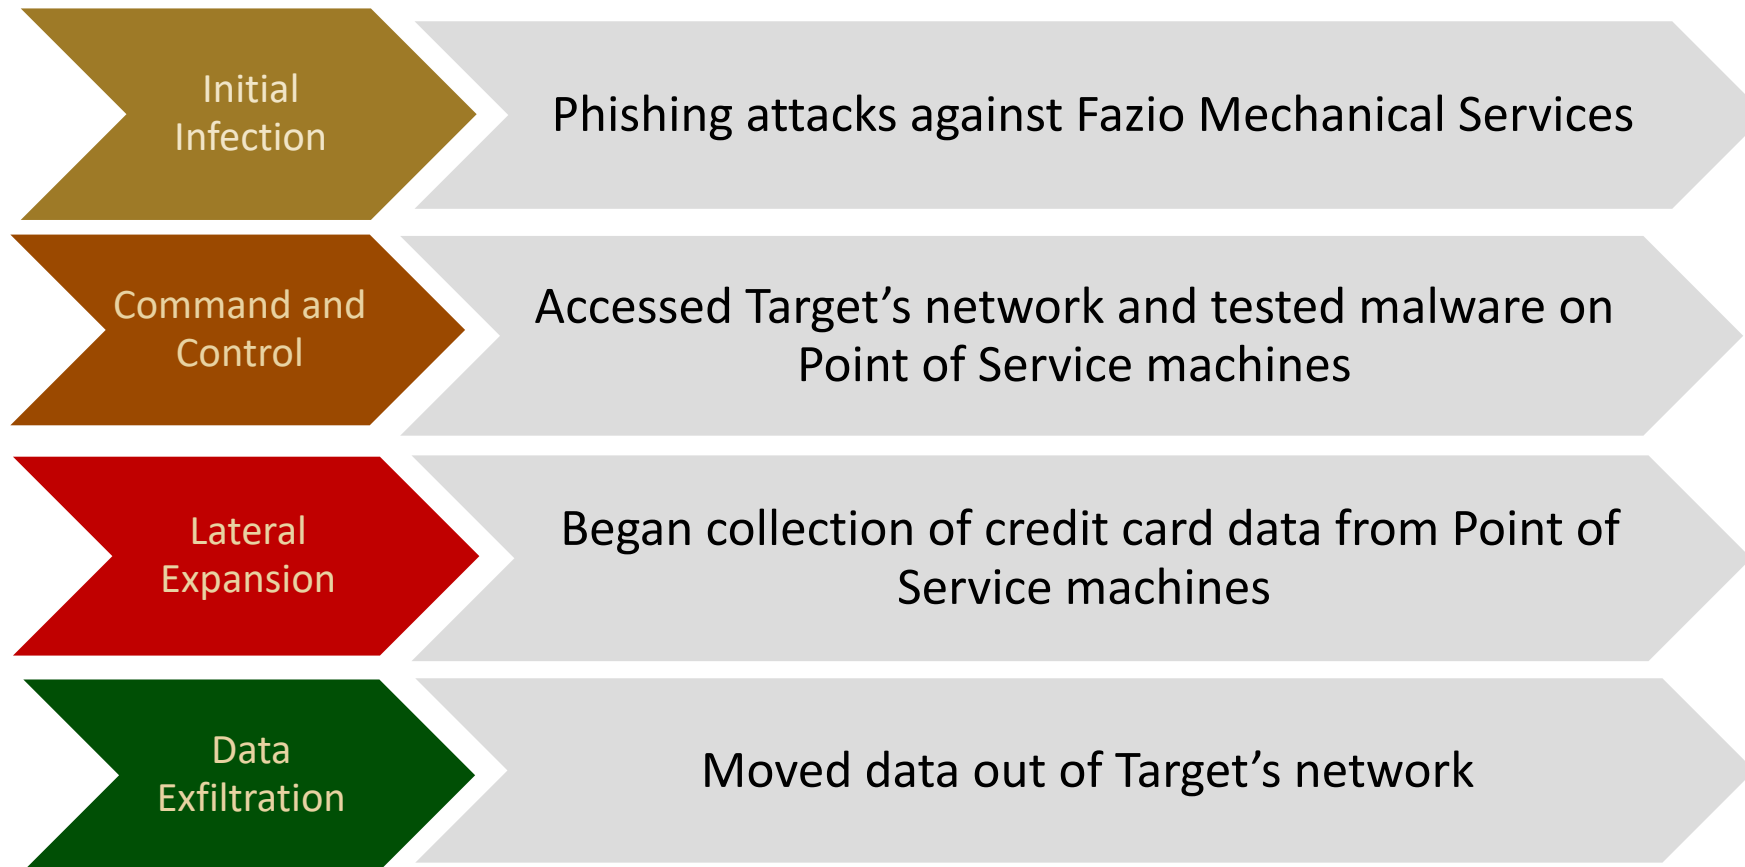 Initial
Infection
Phishing attacks against Fazio Mechanical Services
Command and
Control
Accessed Target’s network and tested malware on
Point of Service machines
Lateral
Expansion
Began collection of credit card data from Point of
Service machines
Data
Exfiltration
Moved data out of Target’s network